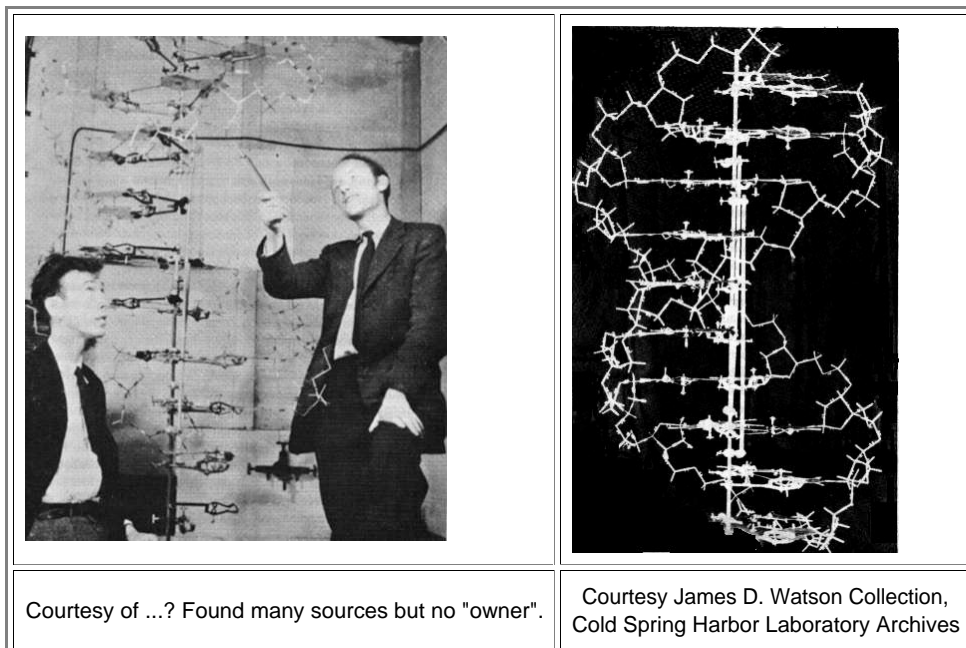 Courtesy of ...? Found many sources but no "owner".
Courtesy James D. Watson Collection,
Cold Spring Harbor Laboratory Archives